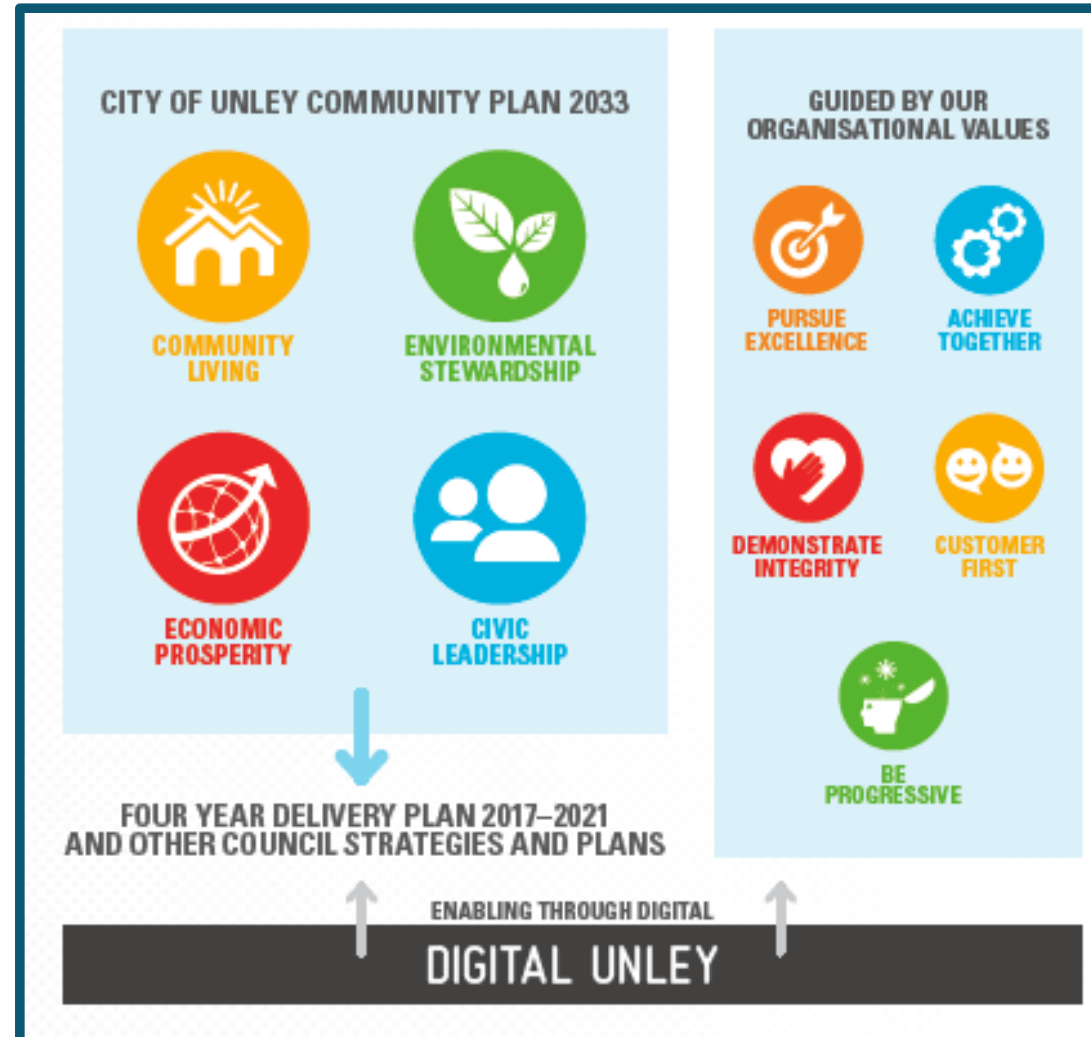 CITY OF UNLEY COMMUNITY PLAN 2033
COMMUNITY
LIVING
ENVIRONMENTAL
STEWARDSHIP
ECONOMIC
PROSPERITY
CIVIC
LEADERSHIP
FOUR YEAR DELIVERY PLAN 2017–2021
AND OTHER COUNCIL STRATEGIES AND PLANS
GUIDED BY OUR
ORGANISATIONAL VALUES
PURSUE
EXCELLENCE
ACHIEVE
TOGETHER
DEMONSTRATE
INTEGRITY
CUSTOMER
FIRST
BE
PROGRESSIVE
ENABLING THROUGH DIGITAL
DIGITAL UNLEY